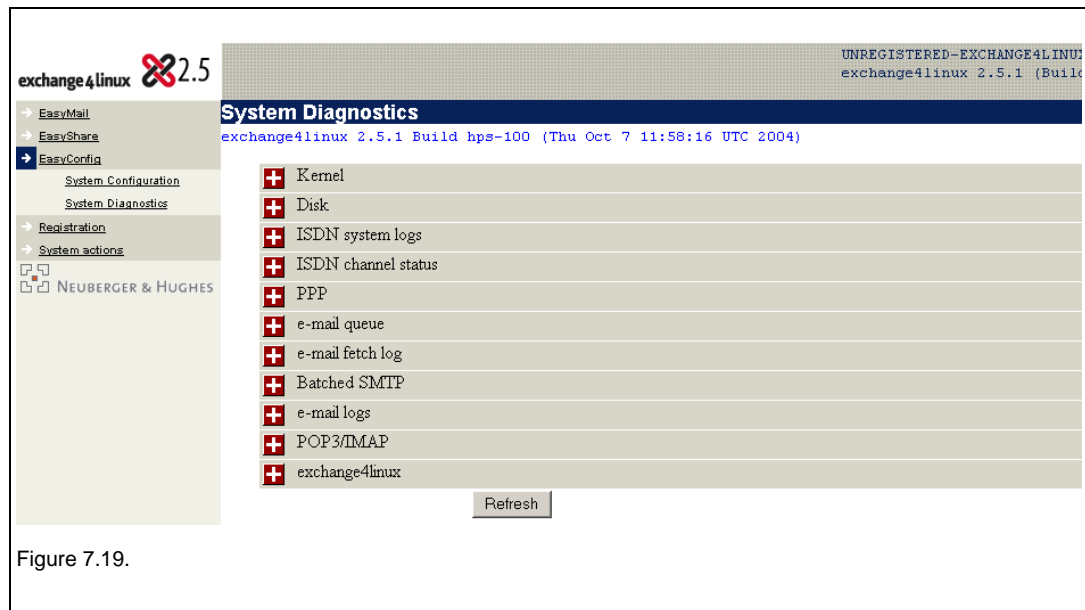 exchange4linux 2.5
UNREGISTERED-EXCHANGE4LINUX
exchange4linux 2.5.1 (Build
EasyMail
EasyShare
EasyConfig
System Configuration
System Diagnostics
Registration
System actions
NEUBERGER & HUGHES
System Diagnostics
exchange4linux 2.5.1 Build hps-100 (Thu Oct 7 11:58:16 UTC 2004)
Kernel
Disk
ISDN system logs
ISDN channel status
PPP
e-mail queue
e-mail fetch log
Batched SMTP
e-mail logs
POP3/IMAP
exchange4linux
Refresh
Figure 7.19.